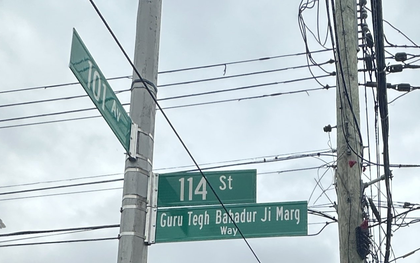 101 AV
114 St
Guru Tegh Bahadur Ji Marg
Way